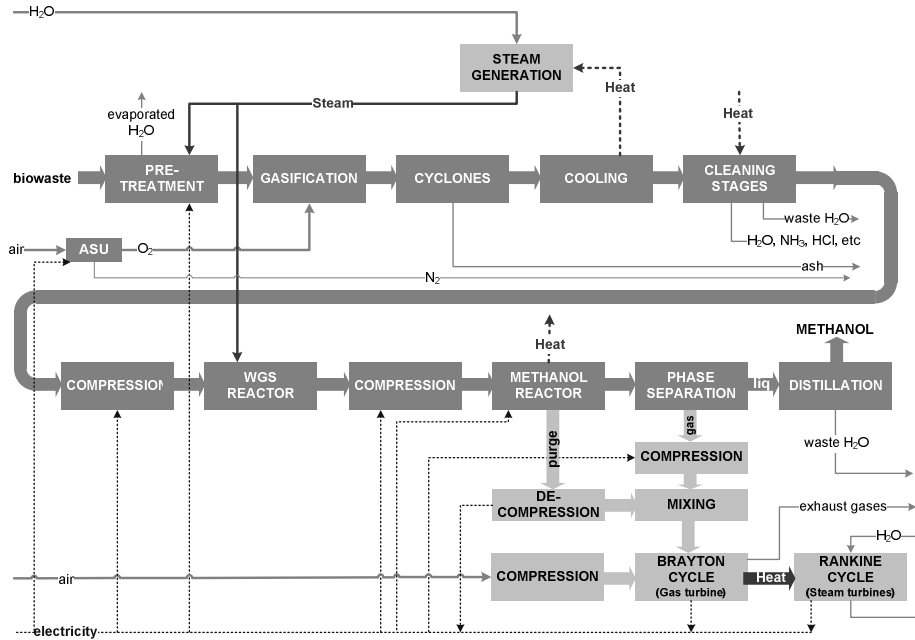 H₂O
STEAM
GENERATION
Heat
Steam
Heat
evaporated
H₂O
biowaste
PRE-
TREATMENT
GASIFICATION
CYCLONES
COOLING
CLEANING
STAGES
waste H₂O
H₂O, NH₃, HCl, etc
air
ASU
O₂
ash
N₂
METHANOL
Heat
COMPRESSION
WGS
REACTOR
COMPRESSION
METHANOL
REACTOR
PHASE
SEPARATION
liq
DISTILLATION
purge
gas
waste H₂O
COMPRESSION
DE-
COMPRESSION
MIXING
exhaust gases
H₂O
air
COMPRESSION
BRAYTON
CYCLE
(Gas turbine)
Heat
RANKINE
CYCLE
(Steam turbines)
electricity